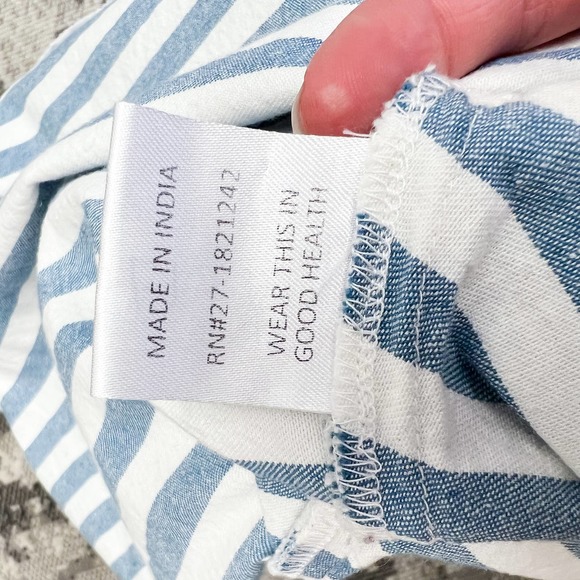 MADE IN INDIA
RN#27-1821242
WEAR THIS IN
GOOD HEALTH